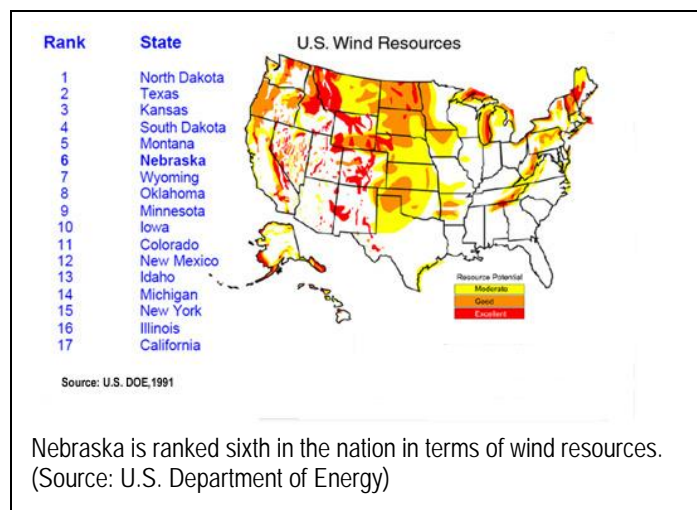 Rank State U.S. Wind Resources
1 North Dakota
2 Texas
3 Kansas
4 South Dakota
5 Montana
6 Nebraska
7 Wyoming
8 Oklahoma
9 Minnesota
10 Iowa
11 Colorado
12 New Mexico
13 Idaho
14 Michigan
15 New York
16 Illinois
17 California
Resource Potential
Moderate
Good
Excellent
Source: U.S. DOE,1991
Nebraska is ranked sixth in the nation in terms of wind resources.
(Source: U.S. Department of Energy)